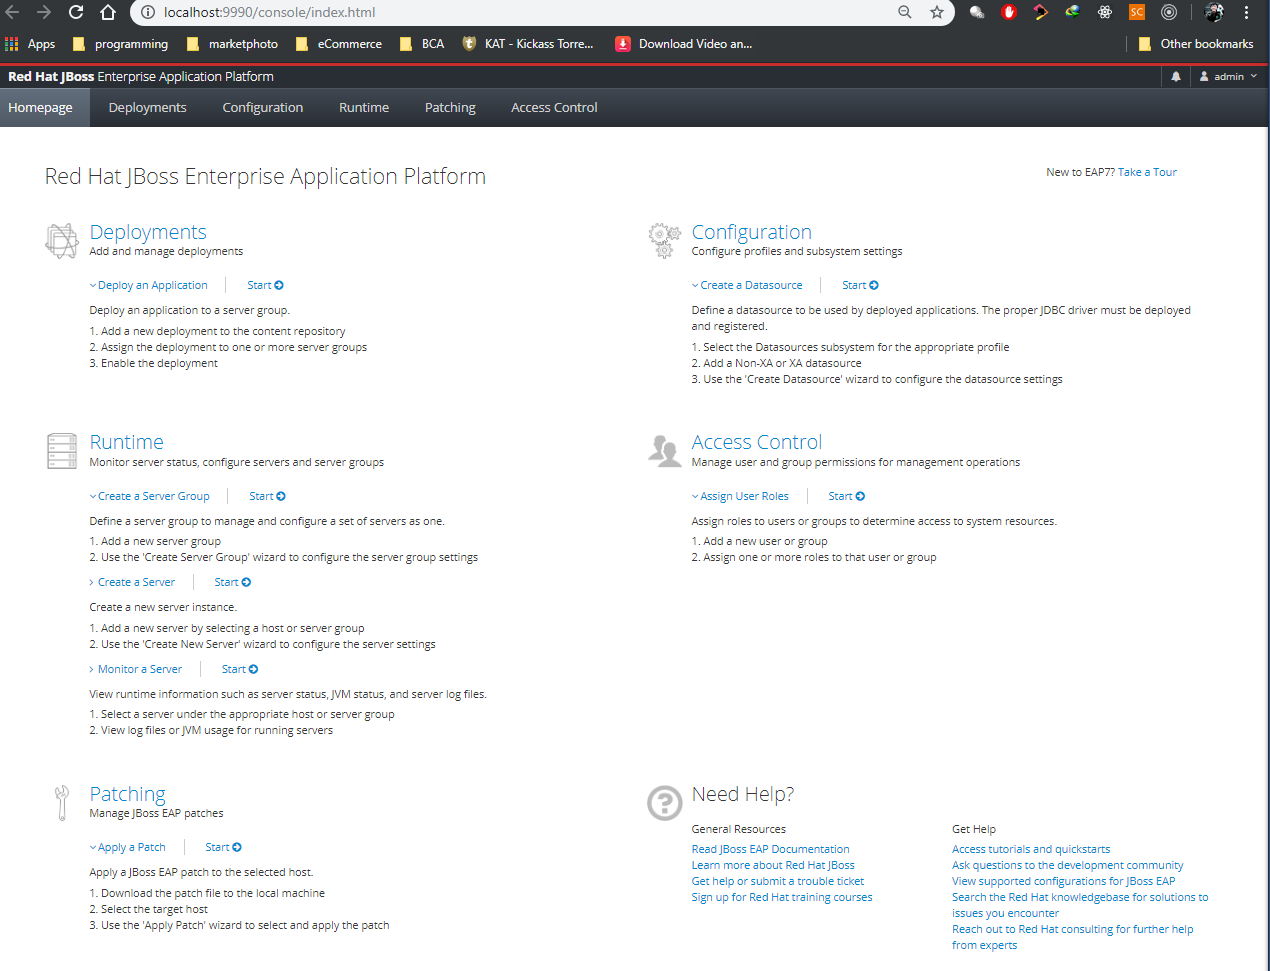 localhost:9990/console/index.html
SC
Apps
programming
marketphoto
eCommerce
BCA
KAT - Kickass Torre...
Download Video an...
Other bookmarks
Red Hat JBoss Enterprise Application Platform
admin
Homepage
Deployments
Configuration
Runtime
Patching
Access Control
Red Hat JBoss Enterprise Application Platform
New to EAP7? Take a Tour
Deployments
Add and manage deployments
Deploy an Application
Start
Deploy an application to a server group.
1. Add a new deployment to the content repository
2. Assign the deployment to one or more server groups
3. Enable the deployment
Configuration
Configure profiles and subsystem settings
Create a Datasource
Start
Define a datasource to be used by deployed applications. The proper JDBC driver must be deployed
and registered.
1. Select the Datasources subsystem for the appropriate profile
2. Add a Non-XA or XA datasource
3. Use the 'Create Datasource' wizard to configure the datasource settings
Runtime
Monitor server status, configure servers and server groups
Create a Server Group
Start
Define a server group to manage and configure a set of servers as one.
1. Add a new server group
2. Use the 'Create Server Group' wizard to configure the server group settings
Create a Server
Start
Create a new server instance.
1. Add a new server by selecting a host or server group
2. Use the 'Create New Server' wizard to configure the server settings
Monitor a Server
Start
View runtime information such as server status, JVM status, and server log files.
1. Select a server under the appropriate host or server group
2. View log files or JVM usage for running servers
Access Control
Manage user and group permissions for management operations
Assign User Roles
Start
Assign roles to users or groups to determine access to system resources.
1. Add a new user or group
2. Assign one or more roles to that user or group
Patching
Manage JBoss EAP patches
Apply a Patch
Start
Apply a JBoss EAP patch to the selected host.
1. Download the patch file to the local machine
2. Select the target host
3. Use the 'Apply Patch' wizard to select and apply the patch
Need Help?
General Resources
Read JBoss EAP Documentation
Learn more about Red Hat JBoss
Get help or submit a trouble ticket
Sign up for Red Hat training courses
Get Help
Access tutorials and quickstarts
Ask questions to the development community
View supported configurations for JBoss EAP
Search the Red Hat knowledgebase for solutions to
issues you encounter
Reach out to Red Hat consulting for further help
from experts